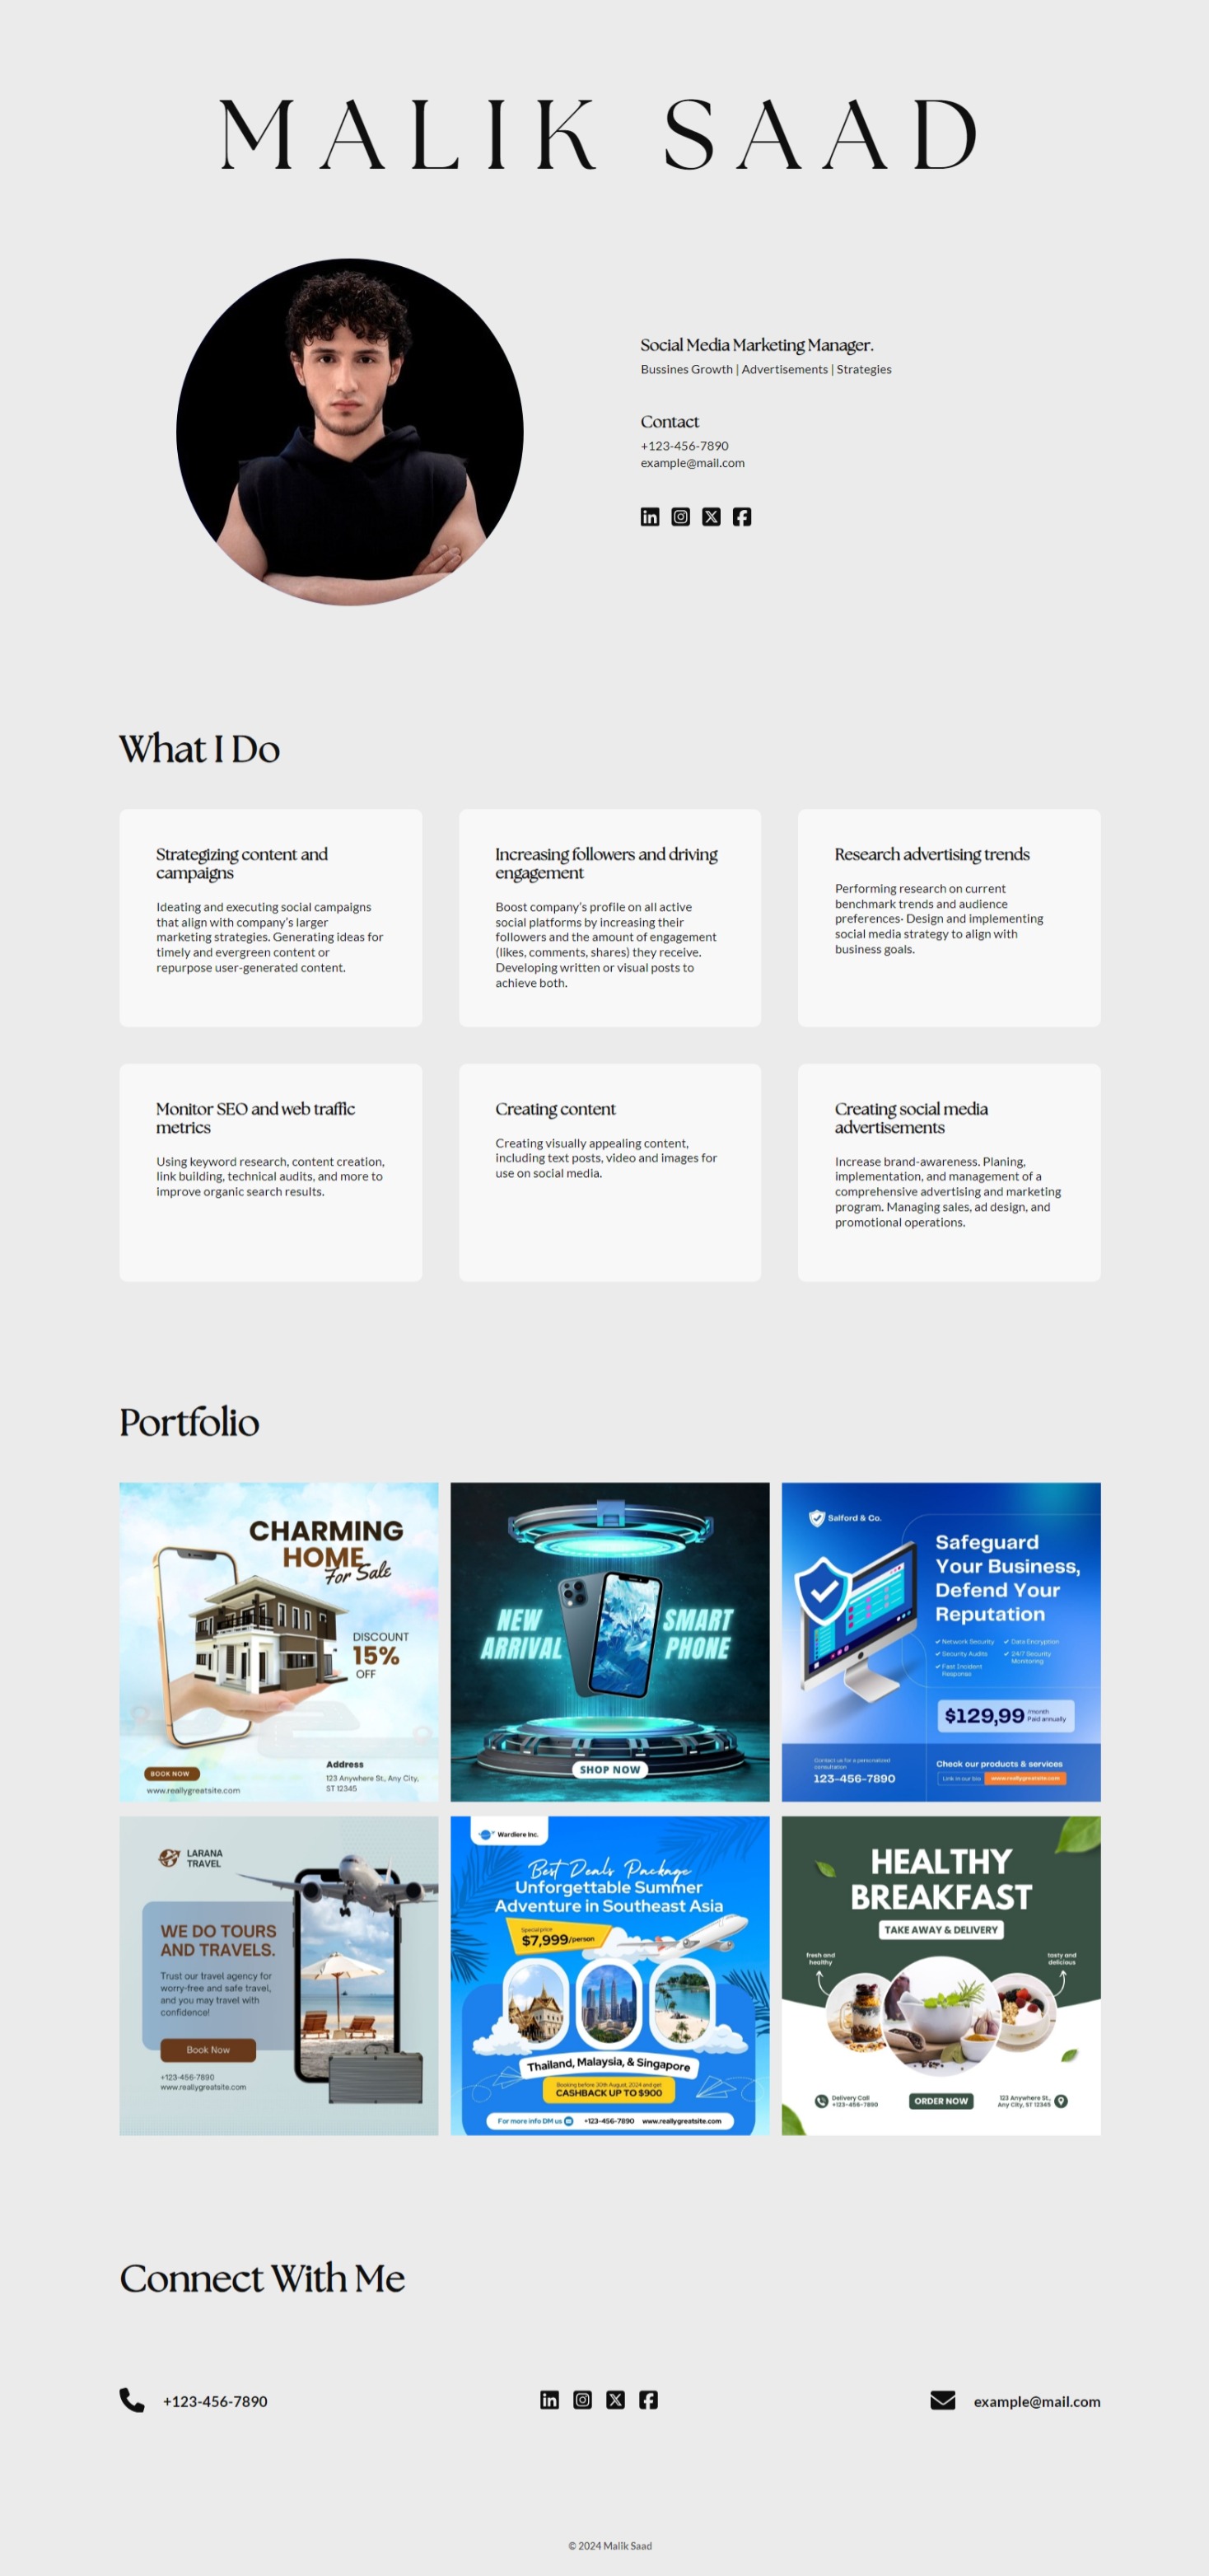 MALIK SAAD
Social Media Marketing Manager.
Bussines Growth | Advertisements | Strategies
Contact
+123-456-7890
example@mail.com
What I Do
Strategizing content and
campaigns
Ideating and executing social campaigns
that align with company's larger
marketing strategies. Generating ideas for
timely and evergreen content or
repurpose user-generated content.
Increasing followers and driving
engagement
Boost company's profile on all active
social platforms by increasing their
followers and the amount of engagement
(likes, comments, shares) they receive.
Developing written or visual posts to
achieve both.
Research advertising trends
Performing research on current
benchmark trends and audience
preferences· Design and implementing
social media strategy to align with
business goals.
Monitor SEO and web traffic
metrics
Using keyword research, content creation,
link building, technical audits, and more to
improve organic search results.
Creating content
Creating visually appealing content,
including text posts, video and images for
use on social media.
Creating social media
advertisements
Increase brand-awareness. Planing,
implementation, and management of a
comprehensive advertising and marketing
program. Managing sales, ad design, and
promotional operations.
Portfolio
CHARMING
HOME
For Sale
DISCOUNT
15%
OFF
BOOK NOW
www.reallygreatsite.com
Address
123 Anywhere St., Any City,
ST 12345
NEW
ARRIVAL
SMART
PHONE
SHOP NOW
Salford & Co.
Safeguard
Your Business,
Defend Your
Reputation
Network Security
Security Audits
Fast Incident
Response
Data Encryption
24/7 Security
Monitoring
$129,99
/month
Paid annually
Contact us for a personalized
consultation
123-456-7890
Check our products & services
Link in our bio
www.reallygreatsite.com
LARANA
TRAVEL
WE DO TOURS
AND TRAVELS.
Trust our travel agency for
worry-free and safe travel,
and you may travel with
confidence!
Book Now
+123-456-7890
www.reallygreatsite.com
Wardiere Inc.
Best Deals Package
Unforgettable Summer
Adventure in Southeast Asia
Special price
$7,999/person
Thailand, Malaysia, & Singapore
Booking before 30th August, 2024 and get
CASHBACK UP TO $900
For more info DM us
+123-456-7890
www.reallygreatsite.com
HEALTHY
BREAKFAST
TAKE AWAY & DELIVERY
fresh and
healthy
tasty and
delicious
Delivery Call
+123-456-7890
ORDER NOW
123 Anywhere St.,
Any City, ST 12345
Connect With Me
+123-456-7890
example@mail.com
© 2024 Malik Saad